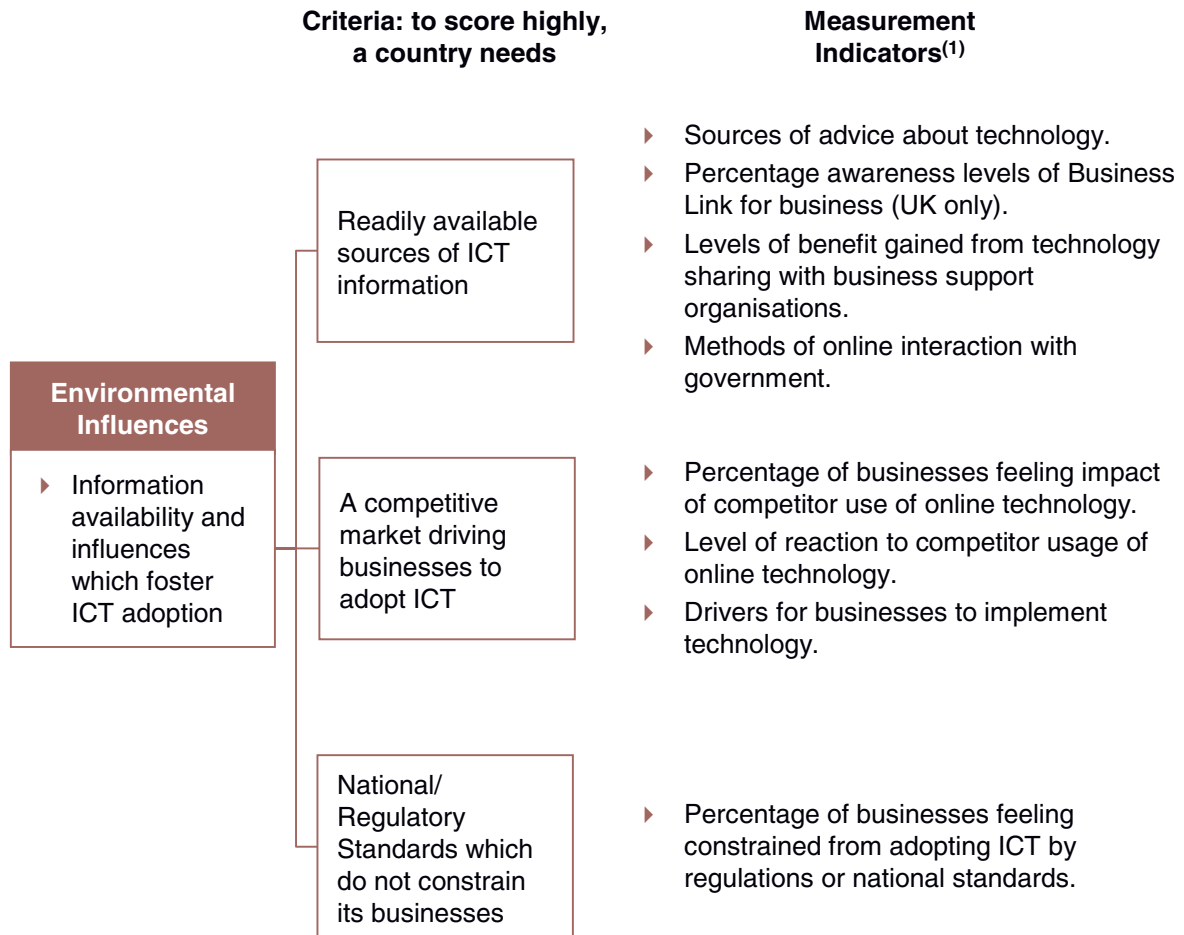 Criteria: to score highly,
a country needs
Measurement
Indicators(1)
Environmental
Influences
Information
availability and
influences
which foster
ICT adoption
Readily available
sources of ICT
information
Sources of advice about technology.
Percentage awareness levels of Business
Link for business (UK only).
Levels of benefit gained from technology
sharing with business support
organisations.
Methods of online interaction with
government.
A competitive
market driving
businesses to
adopt ICT
Percentage of businesses feeling impact
of competitor use of online technology.
Level of reaction to competitor usage of
online technology.
Drivers for businesses to implement
technology.
National/
Regulatory
Standards which
do not constrain
its businesses
Percentage of businesses feeling
constrained from adopting ICT by
regulations or national standards.